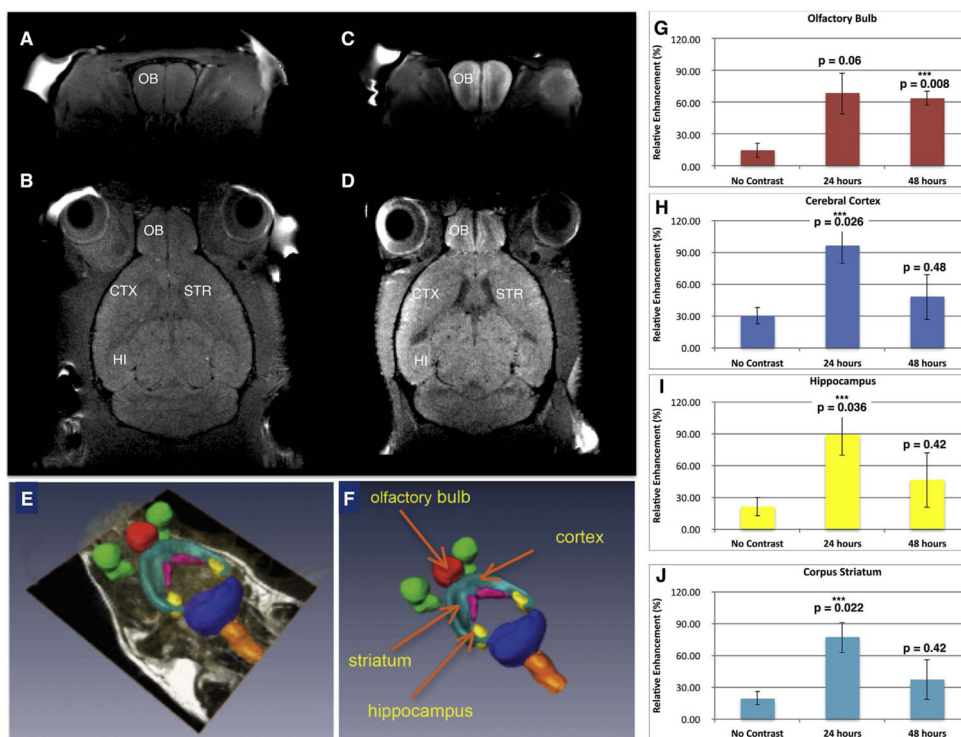 A
OB
B
OB
CTX
STR
HI
C
OB
D
OB
CTX
STR
HI
E
F
olfactory bulb
cortex
striatum
hippocampus
G
Olfactory Bulb
Relative Enhancement (%)
120.00
90.00
60.00
30.00
0.00
p = 0.06
***
p = 0.008
No Contrast
24 hours
48 hours
H
Cerebral Cortex
Relative Enhancement (%)
120.00
90.00
60.00
30.00
0.00
***
p = 0.026
p = 0.48
No Contrast
24 hours
48 hours
I
Hippocampus
Relative Enhancement (%)
120.00
90.00
60.00
30.00
0.00
***
p = 0.036
p = 0.42
No Contrast
24 hours
48 hours
J
Corpus Striatum
Relative Enhancement (%)
120.00
90.00
60.00
30.00
0.00
***
p = 0.022
p = 0.42
No Contrast
24 hours
48 hours